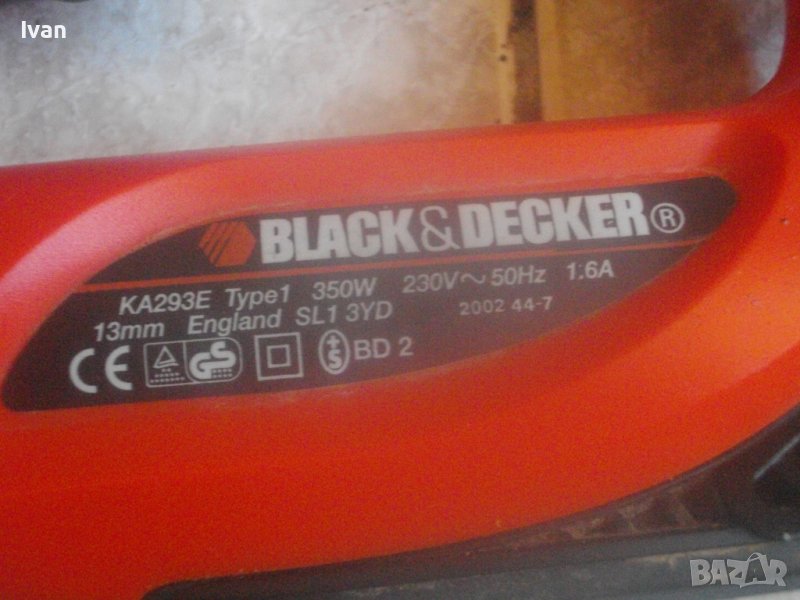 Ivan
BLACK&DECKER®
KA293E Type1 350W 230V~50Hz 1.6A
13mm England SL1 3YD 2002 44-7
CE GS S BD 2
BAZAR